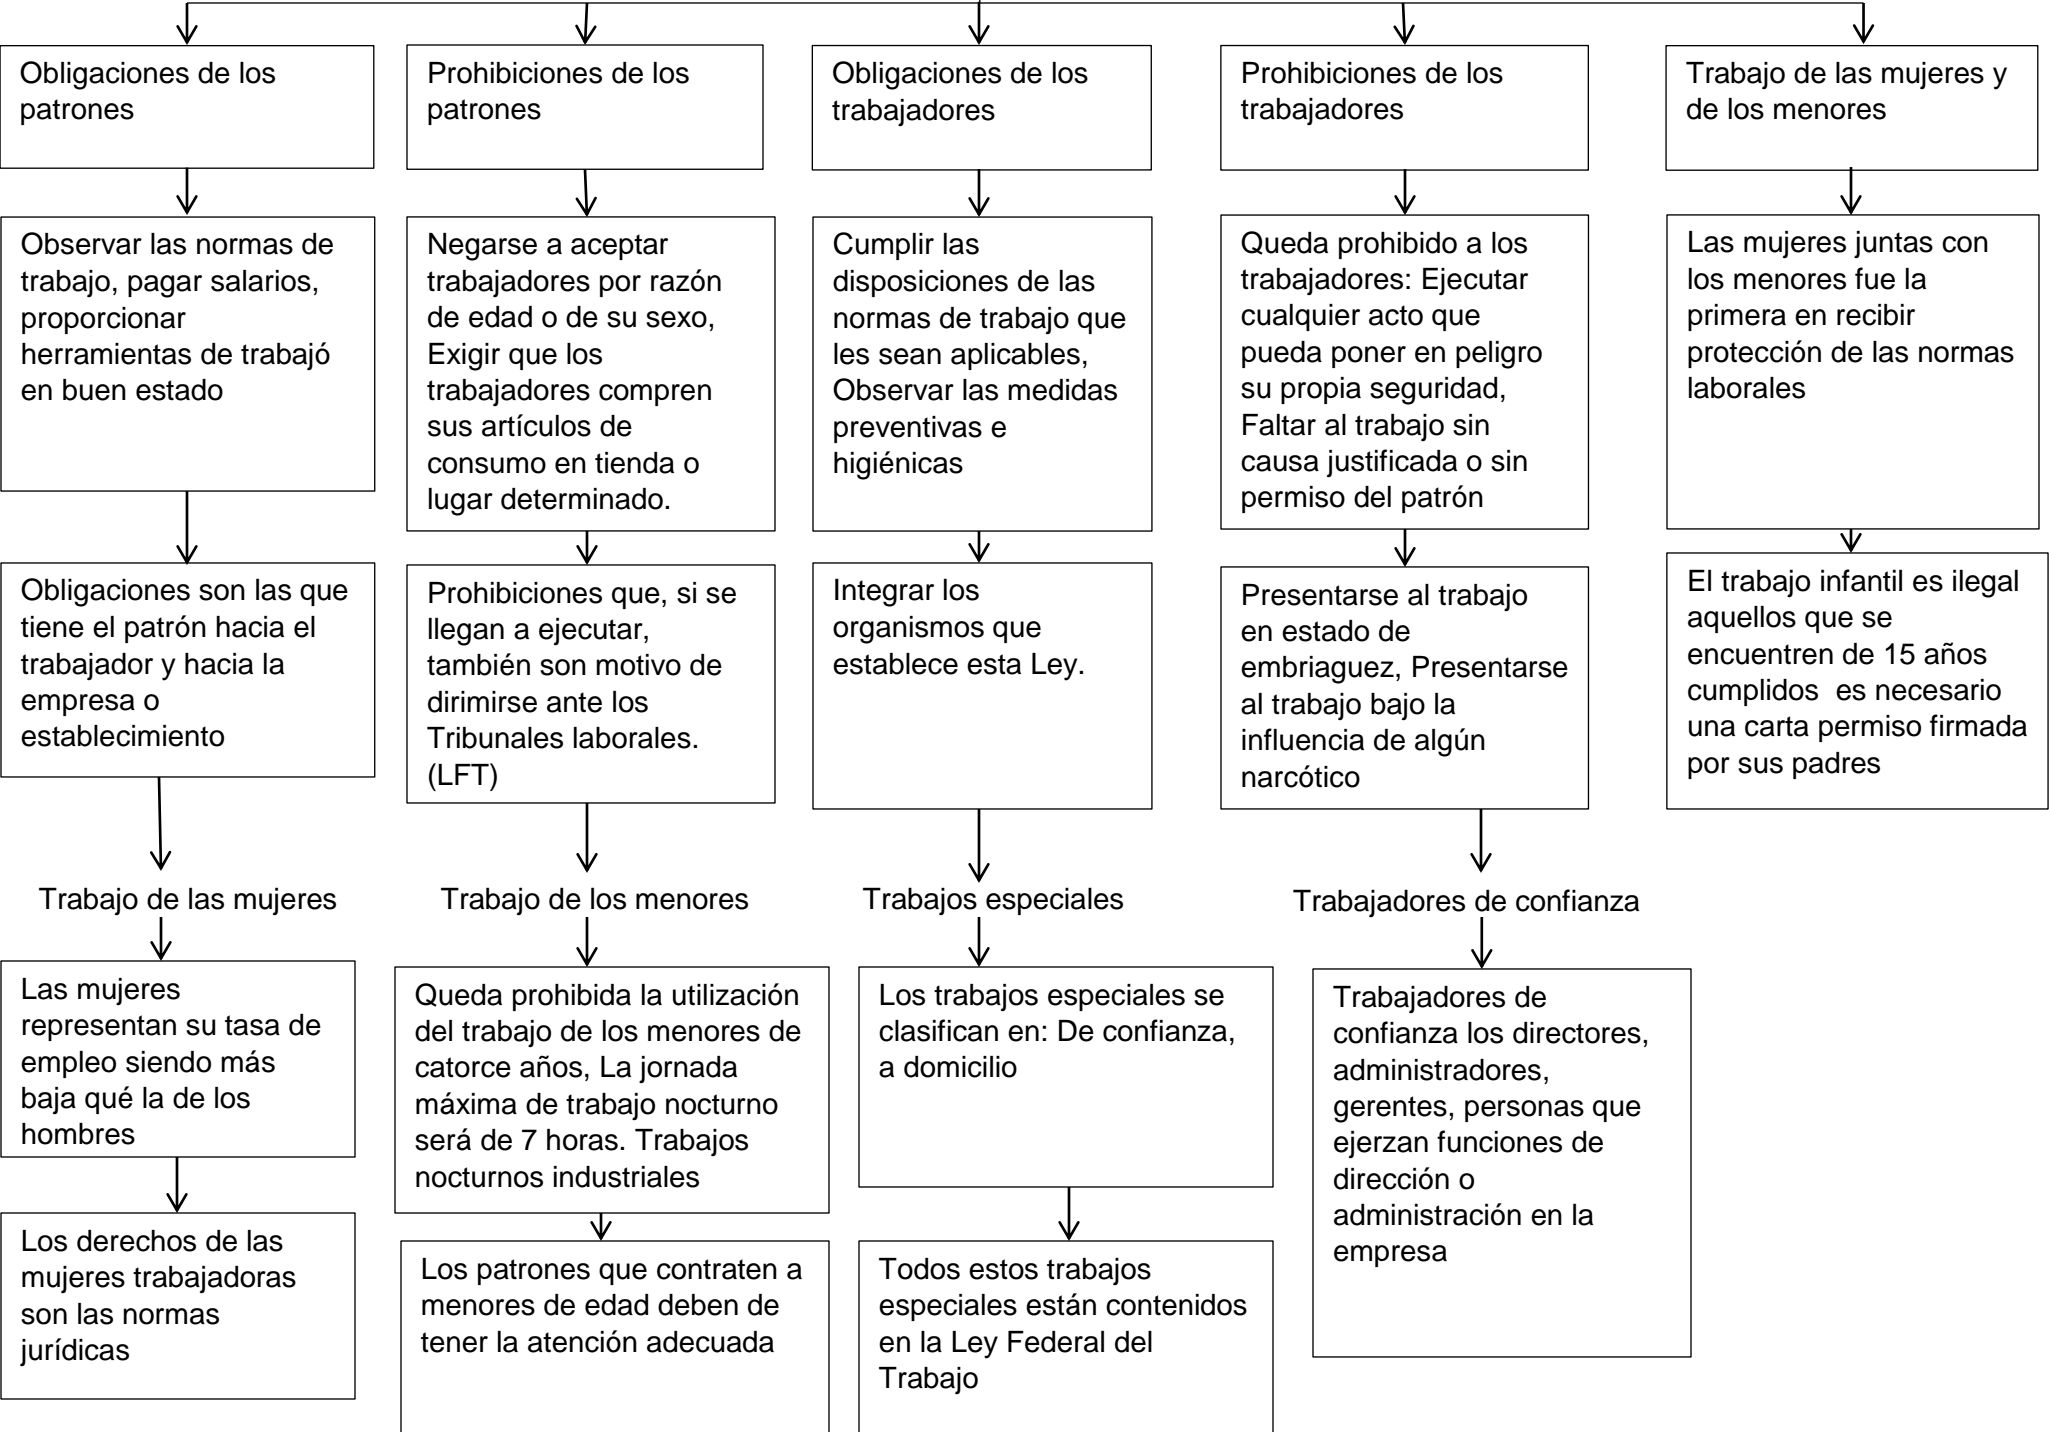 Obligaciones de los
patrones
Prohibiciones de los
patrones
Obligaciones de los
trabajadores
Prohibiciones de los
trabajadores
Trabajo de las mujeres y
de los menores
Observar las normas de
trabajo, pagar salarios,
proporcionar
herramientas de trabajó
en buen estado
Negarse a aceptar
trabajadores por razón
de edad o de su sexo,
Exigir que los
trabajadores compren
sus artículos de
consumo en tienda o
lugar determinado.
Cumplir las
disposiciones de las
normas de trabajo que
les sean aplicables,
Observar las medidas
preventivas e
higiénicas
Queda prohibido a los
trabajadores: Ejecutar
cualquier acto que
pueda poner en peligro
su propia seguridad,
Faltar al trabajo sin
causa justificada o sin
permiso del patrón
Las mujeres juntas con
los menores fue la
primera en recibir
protección de las normas
laborales
Obligaciones son las que
tiene el patrón hacia el
trabajador y hacia la
empresa o
establecimiento
Prohibiciones que, si se
llegan a ejecutar,
también son motivo de
dirimirse ante los
Tribunales laborales.
(LFT)
Integrar los
organismos que
establece esta Ley.
Presentarse al trabajo
en estado de
embriaguez, Presentarse
al trabajo bajo la
influencia de algún
narcótico
El trabajo infantil es ilegal
aquellos que se
encuentren de 15 años
cumplidos  es necesario
una carta permiso firmada
por sus padres
Trabajo de las mujeres
Trabajo de los menores
Trabajos especiales
Trabajadores de confianza
Las mujeres
representan su tasa de
empleo siendo más
baja qué la de los
hombres
Queda prohibida la utilización
del trabajo de los menores de
catorce años, La jornada
máxima de trabajo nocturno
será de 7 horas. Trabajos
nocturnos industriales
Los trabajos especiales se
clasifican en: De confianza,
a domicilio
Trabajadores de
confianza los directores,
administradores,
gerentes, personas que
ejerzan funciones de
dirección o
administración en la
empresa
Los derechos de las
mujeres trabajadoras
son las normas
jurídicas
Los patrones que contraten a
menores de edad deben de
tener la atención adecuada
Todos estos trabajos
especiales están contenidos
en la Ley Federal del
Trabajo